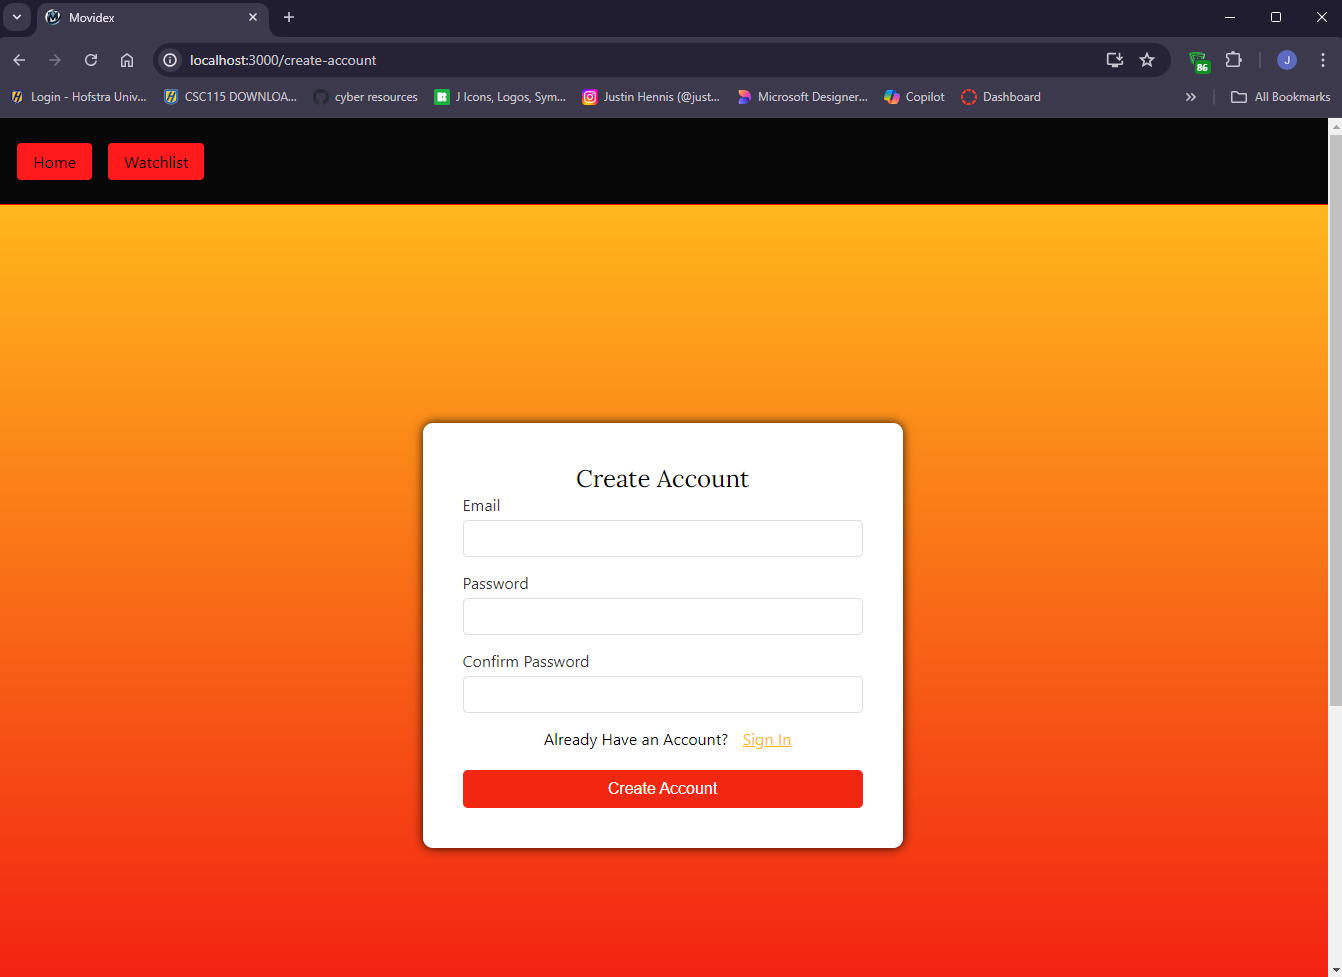 Movidex
localhost:3000/create-account
86
J
Login - Hofstra Univ...
CSC115 DOWNLOA...
cyber resources
J Icons, Logos, Sym...
Justin Hennis (@just...
Microsoft Designer...
Copilot
Dashboard
All Bookmarks
Home
Watchlist
Create Account
Email
Password
Confirm Password
Already Have an Account? Sign In
Create Account